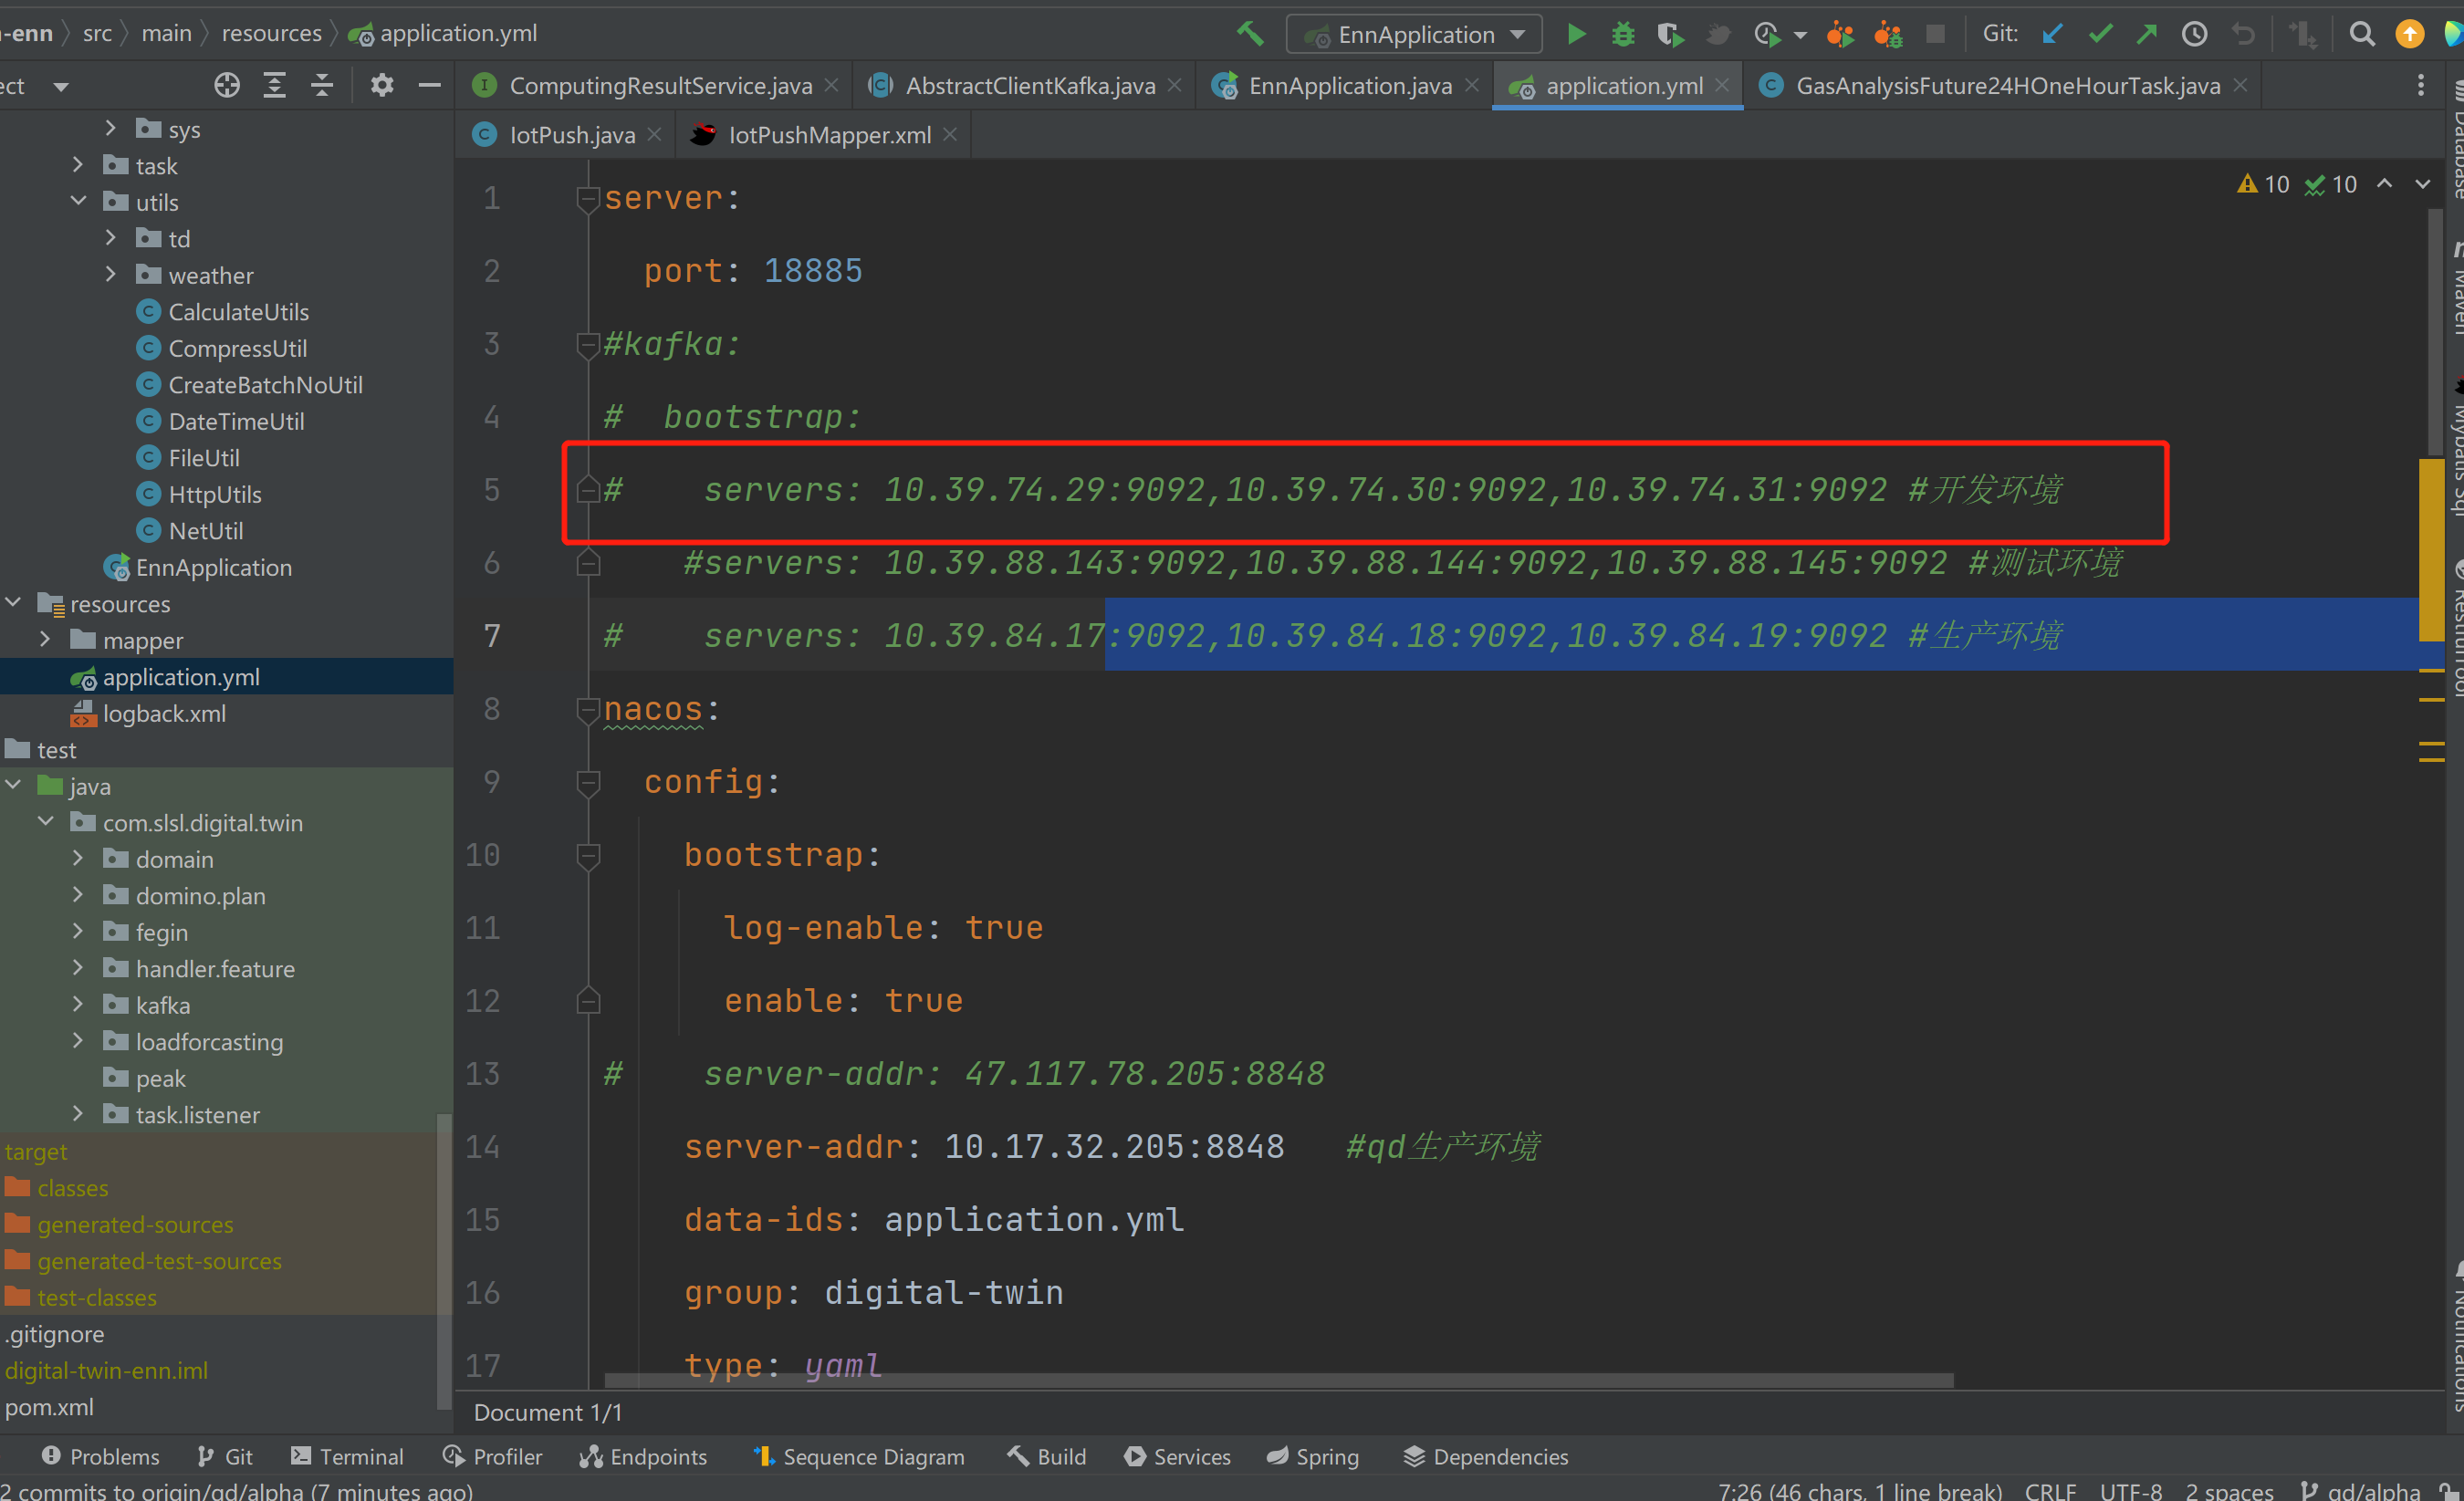 -enn > src > main > resources > application.yml
EnnApplication
Git:
ect
ComputingResultService.java
AbstractClientKafka.java
EnnApplication.java
application.yml
GasAnalysisFuture24HOneHourTask.java
IotPush.java
IotPushMapper.xml
sys
task
utils
td
weather
CalculateUtils
CompressUtil
CreateBatchNoUtil
DateTimeUtil
FileUtil
HttpUtils
NetUtil
EnnApplication
resources
mapper
application.yml
logback.xml
test
java
com.slsl.digital.twin
domain
domino.plan
fegin
handler.feature
kafka
loadforcasting
peak
task.listener
target
classes
generated-sources
generated-test-sources
test-classes
.gitignore
digital-twin-enn.iml
pom.xml
10 10
1 server:
2   port: 18885
3 #kafka:
4 #  bootstrap:
5 #    servers: 10.39.74.29:9092,10.39.74.30:9092,10.39.74.31:9092 #开发环境
6     #servers: 10.39.88.143:9092,10.39.88.144:9092,10.39.88.145:9092 #测试环境
7 #    servers: 10.39.84.17:9092,10.39.84.18:9092,10.39.84.19:9092 #生产环境
8 nacos:
9   config:
10     bootstrap:
11       log-enable: true
12       enable: true
13 #    server-addr: 47.117.78.205:8848
14     server-addr: 10.17.32.205:8848   #qd生产环境
15     data-ids: application.yml
16     group: digital-twin
17     type: yaml
Document 1/1
Database
Maven
Mybatis Sql
RestfulTool
Notifications
Problems
Git
Terminal
Profiler
Endpoints
Sequence Diagram
Build
Services
Spring
Dependencies
2 commits to origin/qd/alpha (7 minutes ago)
7:26 (46 chars, 1 line break)
CRLF
UTF-8
2 spaces
qd/alpha